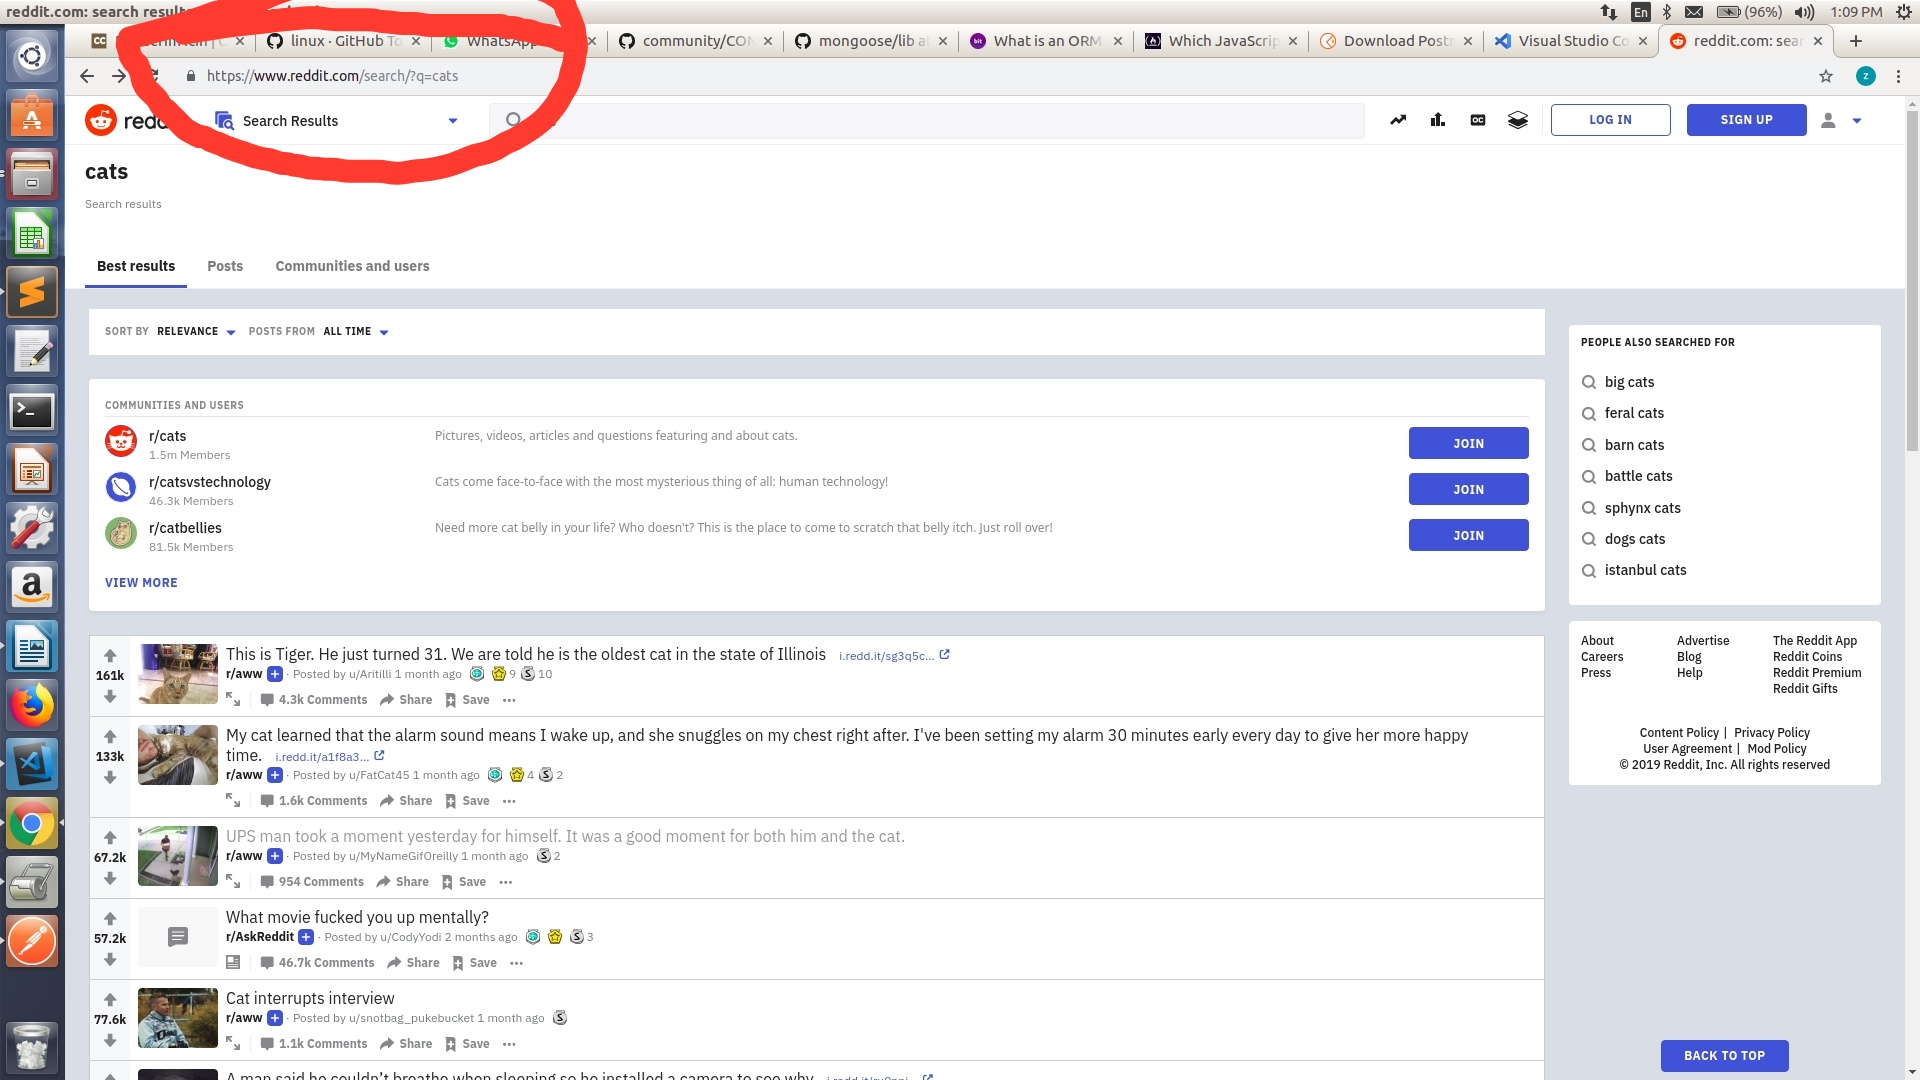 reddit.com: search results
En (96%) 1:09 PM
linux · GitHub To
WhatsApp
community/CON
mongoose/lib at
What is an ORM
Which JavaScrip
Download Postm
Visual Studio Co
reddit.com: sear
https://www.reddit.com/search/?q=cats
Search Results
LOG IN
SIGN UP
cats
Search results
Best results
Posts
Communities and users
SORT BY RELEVANCE POSTS FROM ALL TIME
COMMUNITIES AND USERS
r/cats
1.5m Members
Pictures, videos, articles and questions featuring and about cats.
JOIN
r/catsvstechnology
46.3k Members
Cats come face-to-face with the most mysterious thing of all: human technology!
JOIN
r/catbellies
81.5k Members
Need more cat belly in your life? Who doesn't? This is the place to come to scratch that belly itch. Just roll over!
JOIN
VIEW MORE
161k
This is Tiger. He just turned 31. We are told he is the oldest cat in the state of Illinois i.redd.it/sg3q5c...
r/aww · Posted by u/Aritilli 1 month ago 9 10
4.3k Comments Share Save ...
133k
My cat learned that the alarm sound means I wake up, and she snuggles on my chest right after. I've been setting my alarm 30 minutes early every day to give her more happy
time. i.redd.it/a1f8a3...
r/aww · Posted by u/FatCat45 1 month ago 4 2
1.6k Comments Share Save ...
67.2k
UPS man took a moment yesterday for himself. It was a good moment for both him and the cat.
r/aww · Posted by u/MyNameGifOreilly 1 month ago 2
954 Comments Share Save ...
57.2k
What movie fucked you up mentally?
r/AskReddit · Posted by u/CodyYodi 2 months ago 3
46.7k Comments Share Save ...
77.6k
Cat interrupts interview
r/aww · Posted by u/snotbag_pukebucket 1 month ago
1.1k Comments Share Save ...
A man said he couldn't breathe when sleeping so he installed a camera to see why
PEOPLE ALSO SEARCHED FOR
big cats
feral cats
barn cats
battle cats
sphynx cats
dogs cats
istanbul cats
About Advertise The Reddit App
Careers Blog Reddit Coins
Press Help Reddit Premium
Reddit Gifts
Content Policy | Privacy Policy
User Agreement | Mod Policy
© 2019 Reddit, Inc. All rights reserved
BACK TO TOP